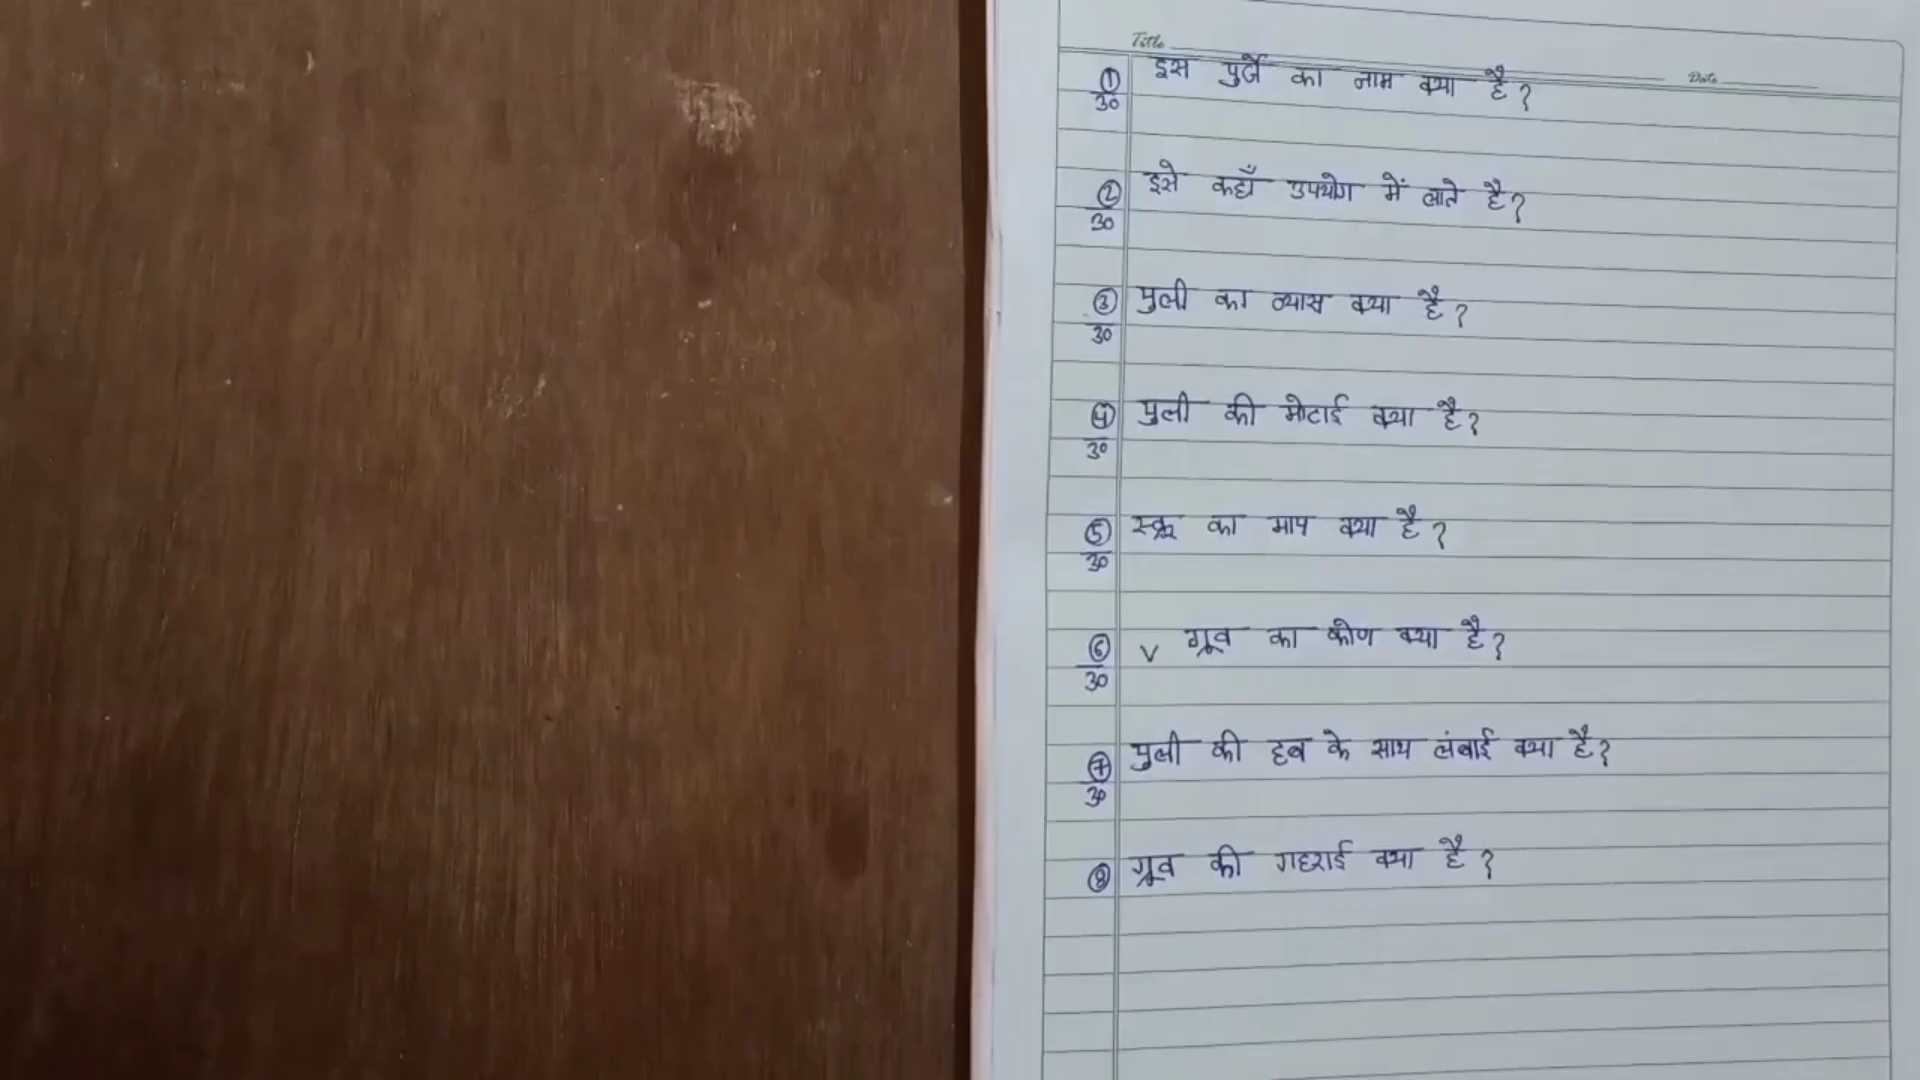 Title
Date
① इस पुर्जे का नाम क्या है?
30
② इसे कहाँ उपयोग में लाते है?
30
③ पुली का व्यास क्या है?
30
④ पुली की मोटाई क्या है?
30
⑤ स्क्रू का माप क्या है?
30
⑥ V ग्रूव का कोण क्या है?
30
⑦ पुली की हब के साथ लंबाई क्या है?
30
⑧ ग्रूव की गहराई क्या है?